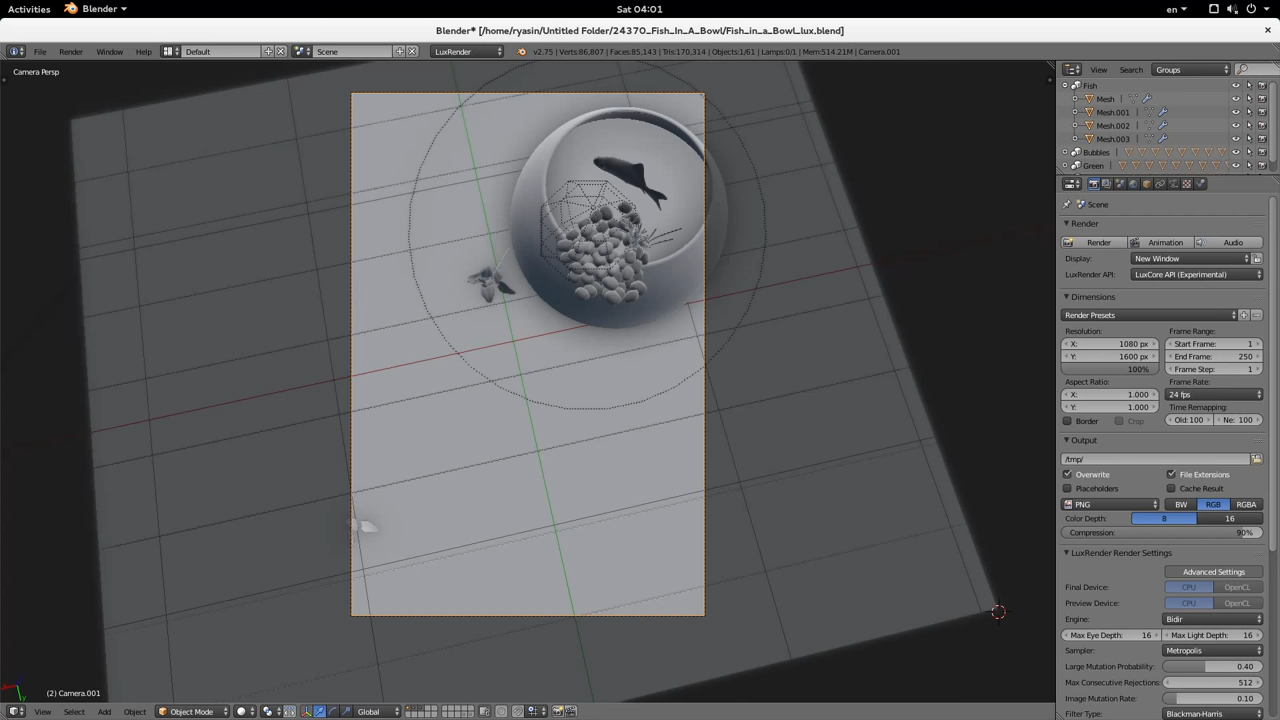 Activities Blender Sat 04:01 en
Blender* [/home/ryasin/Untitled Folder/24370_Fish_In_A_Bowl/Fish_in_a_Bowl_lux.blend]
File Render Window Help Default Scene LuxRender v2.75 | Verts:86,807 | Faces:85,143 | Tris:170,314 | Objects:1/61 | Lamps:0/1 | Mem:514.21M | Camera.001
Camera Persp
View Search Groups
Fish
Mesh
Mesh.001
Mesh.002
Mesh.003
Bubbles
Green
Scene
Render
Render Animation Audio
Display: New Window
LuxRender API: LuxCore API (Experimental)
Dimensions
Render Presets
Resolution: Frame Range:
X: 1080 px Start Frame: 1
Y: 1600 px End Frame: 250
100% Frame Step: 1
Aspect Ratio: Frame Rate:
X: 1.000 24 fps
Y: 1.000 Time Remapping:
Border Crop Old: 100 Ne: 100
Output
/tmp/
Overwrite File Extensions
Placeholders Cache Result
PNG BW RGB RGBA
Color Depth: 8 16
Compression: 90%
LuxRender Render Settings
Advanced Settings
Final Device: CPU OpenCL
Preview Device: CPU OpenCL
Engine: Bidir
Max Eye Depth: 16 Max Light Depth: 16
Sampler: Metropolis
Large Mutation Probability: 0.40
Max Consecutive Rejections: 512
Image Mutation Rate: 0.10
Filter Type: Blackman-Harris
(2) Camera.001
View Select Add Object Object Mode Global